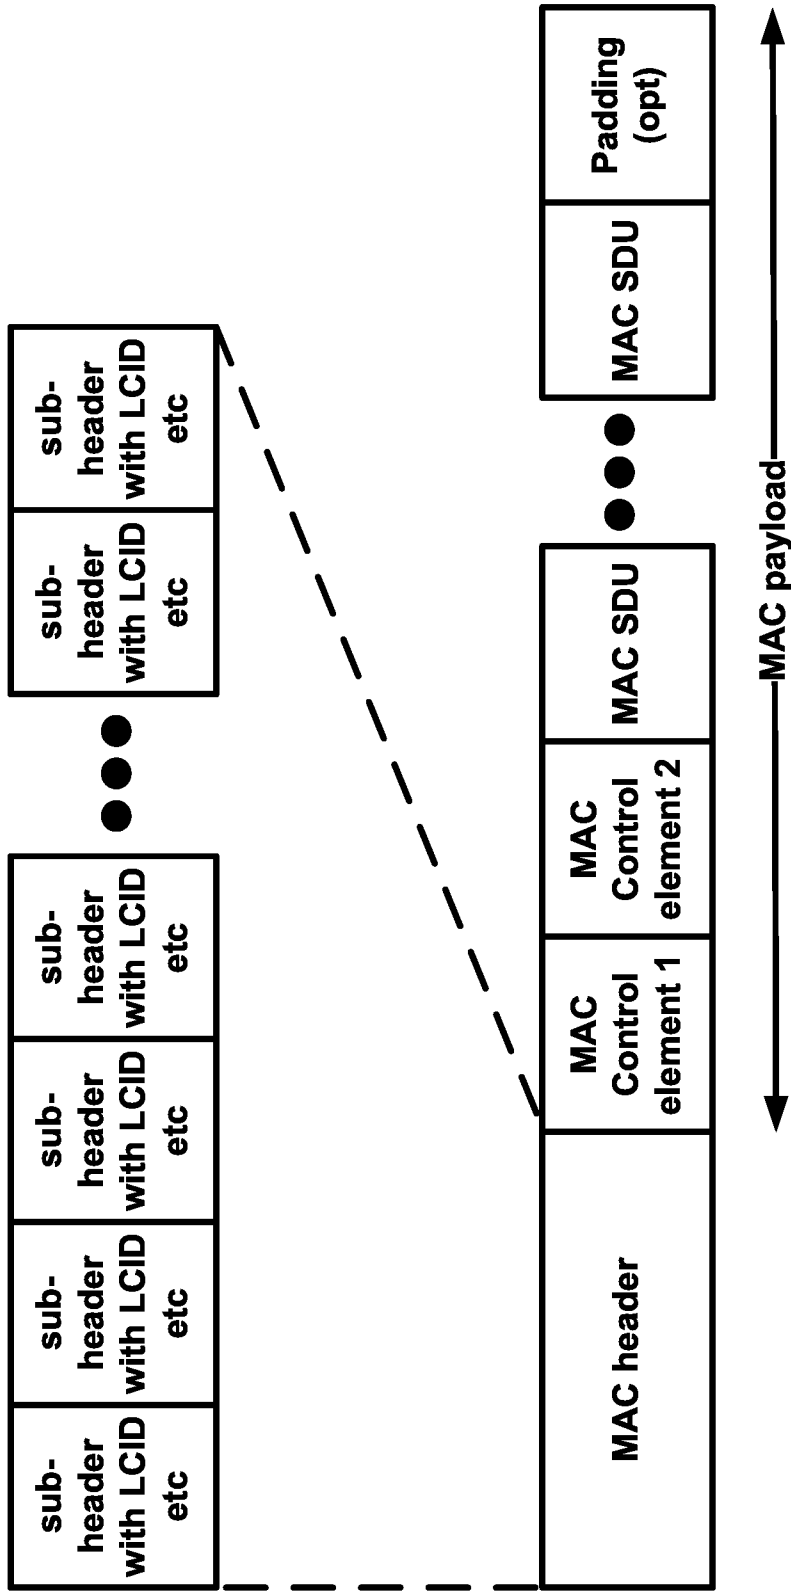 sub-
header
with LCID
etc
sub-
header
with LCID
etc
sub-
header
with LCID
etc
sub-
header
with LCID
etc
sub-
header
with LCID
etc
sub-
header
with LCID
etc
MAC header
MAC
Control
element 1
MAC
Control
element 2
MAC SDU
MAC SDU
Padding
(opt)
MAC payload